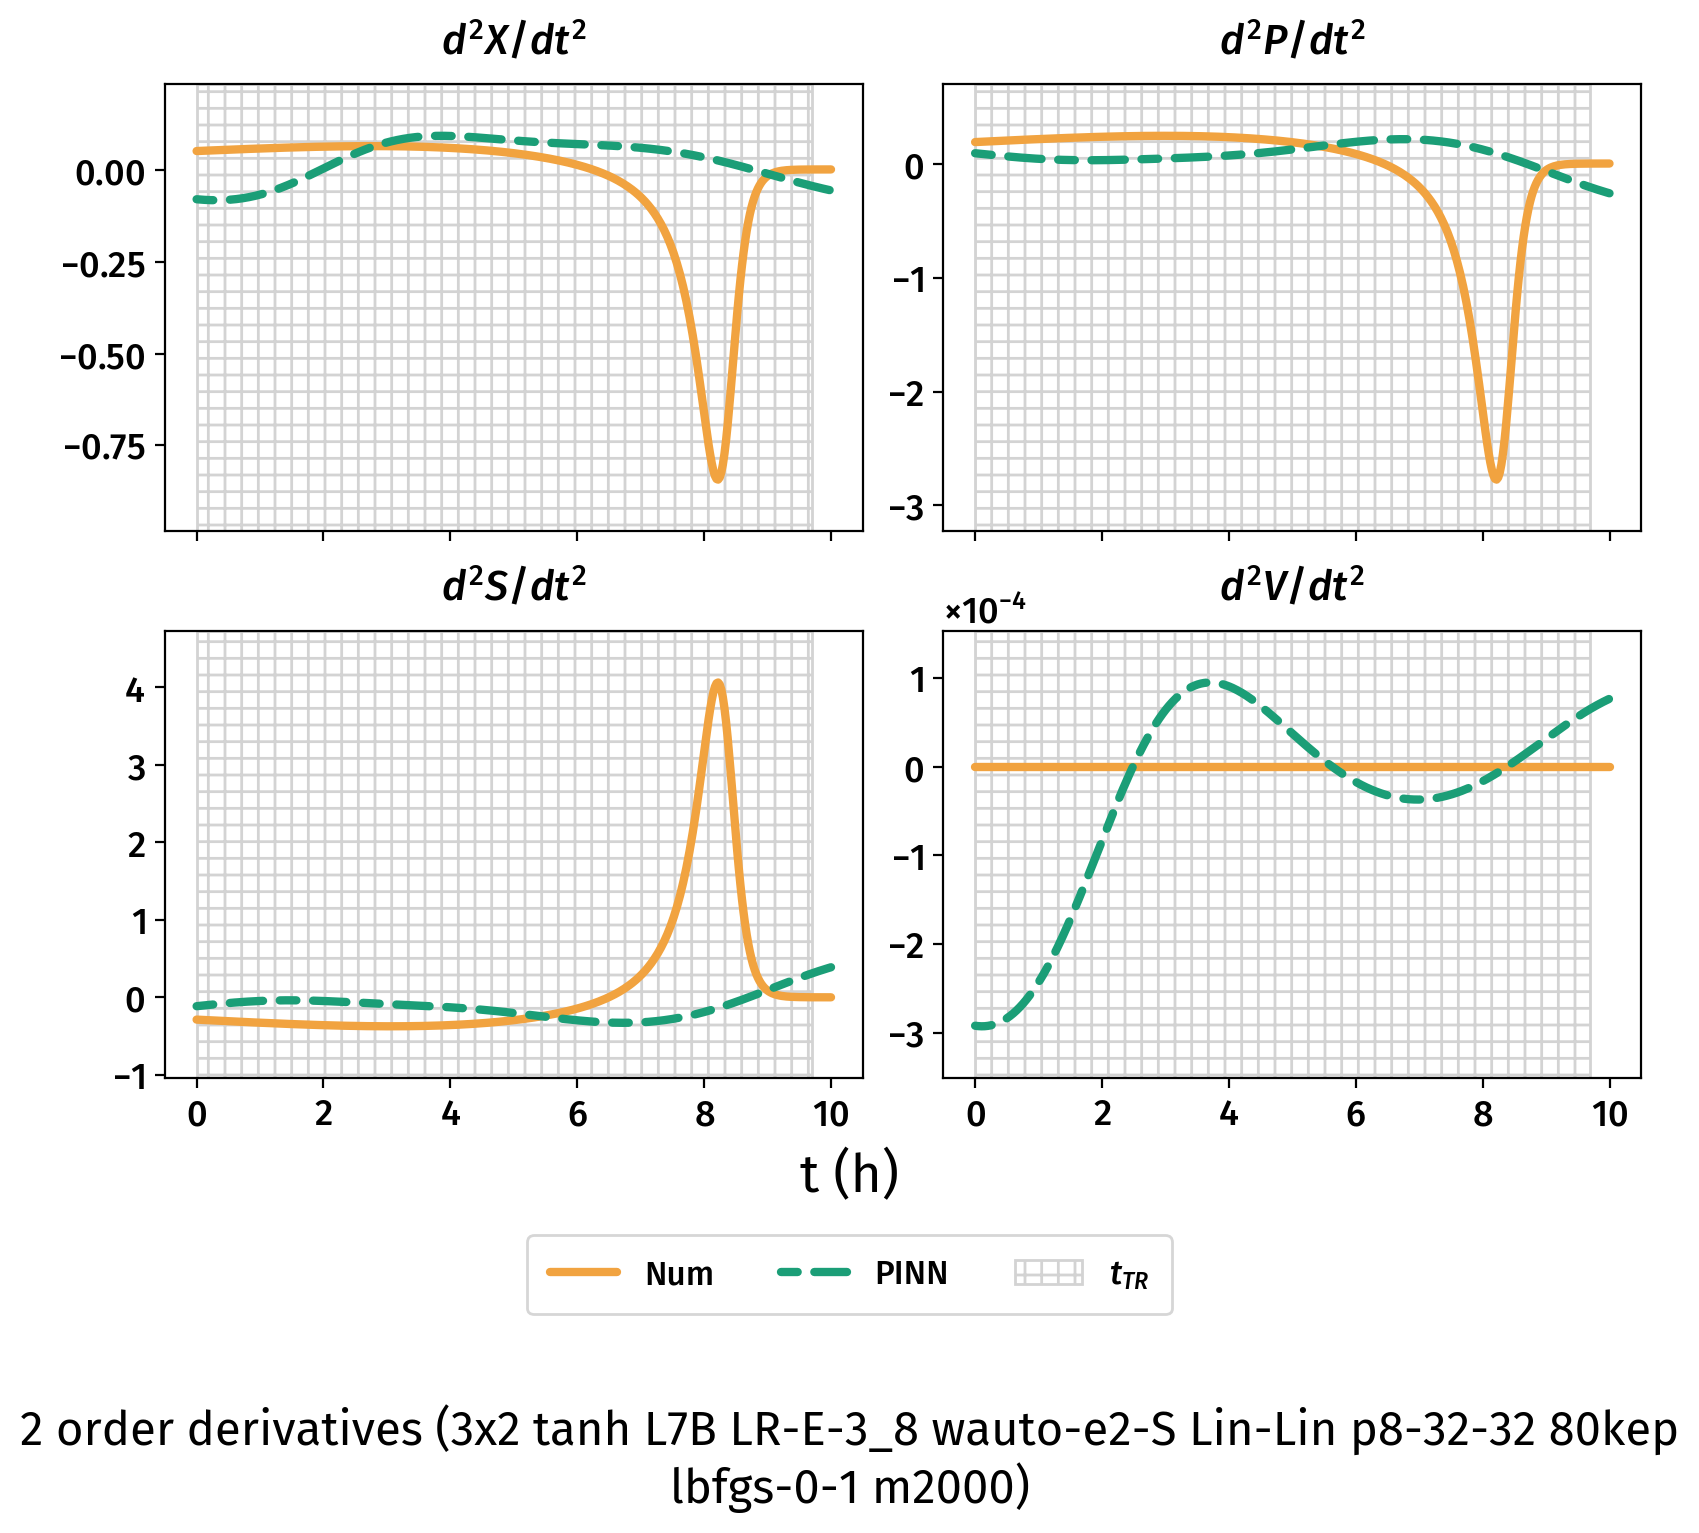 d²X/dt²
d²P/dt²
0.00
−0.25
−0.50
−0.75
0
−1
−2
−3
d²S/dt²
d²V/dt²
×10⁻⁴
4
3
2
1
0
−1
1
0
−1
−2
−3
0 2 4 6 8 10
0 2 4 6 8 10
t (h)
Num PINN t_TR
2 order derivatives (3x2 tanh L7B LR-E-3_8 wauto-e2-S Lin-Lin p8-32-32 80kep
lbfgs-0-1 m2000)